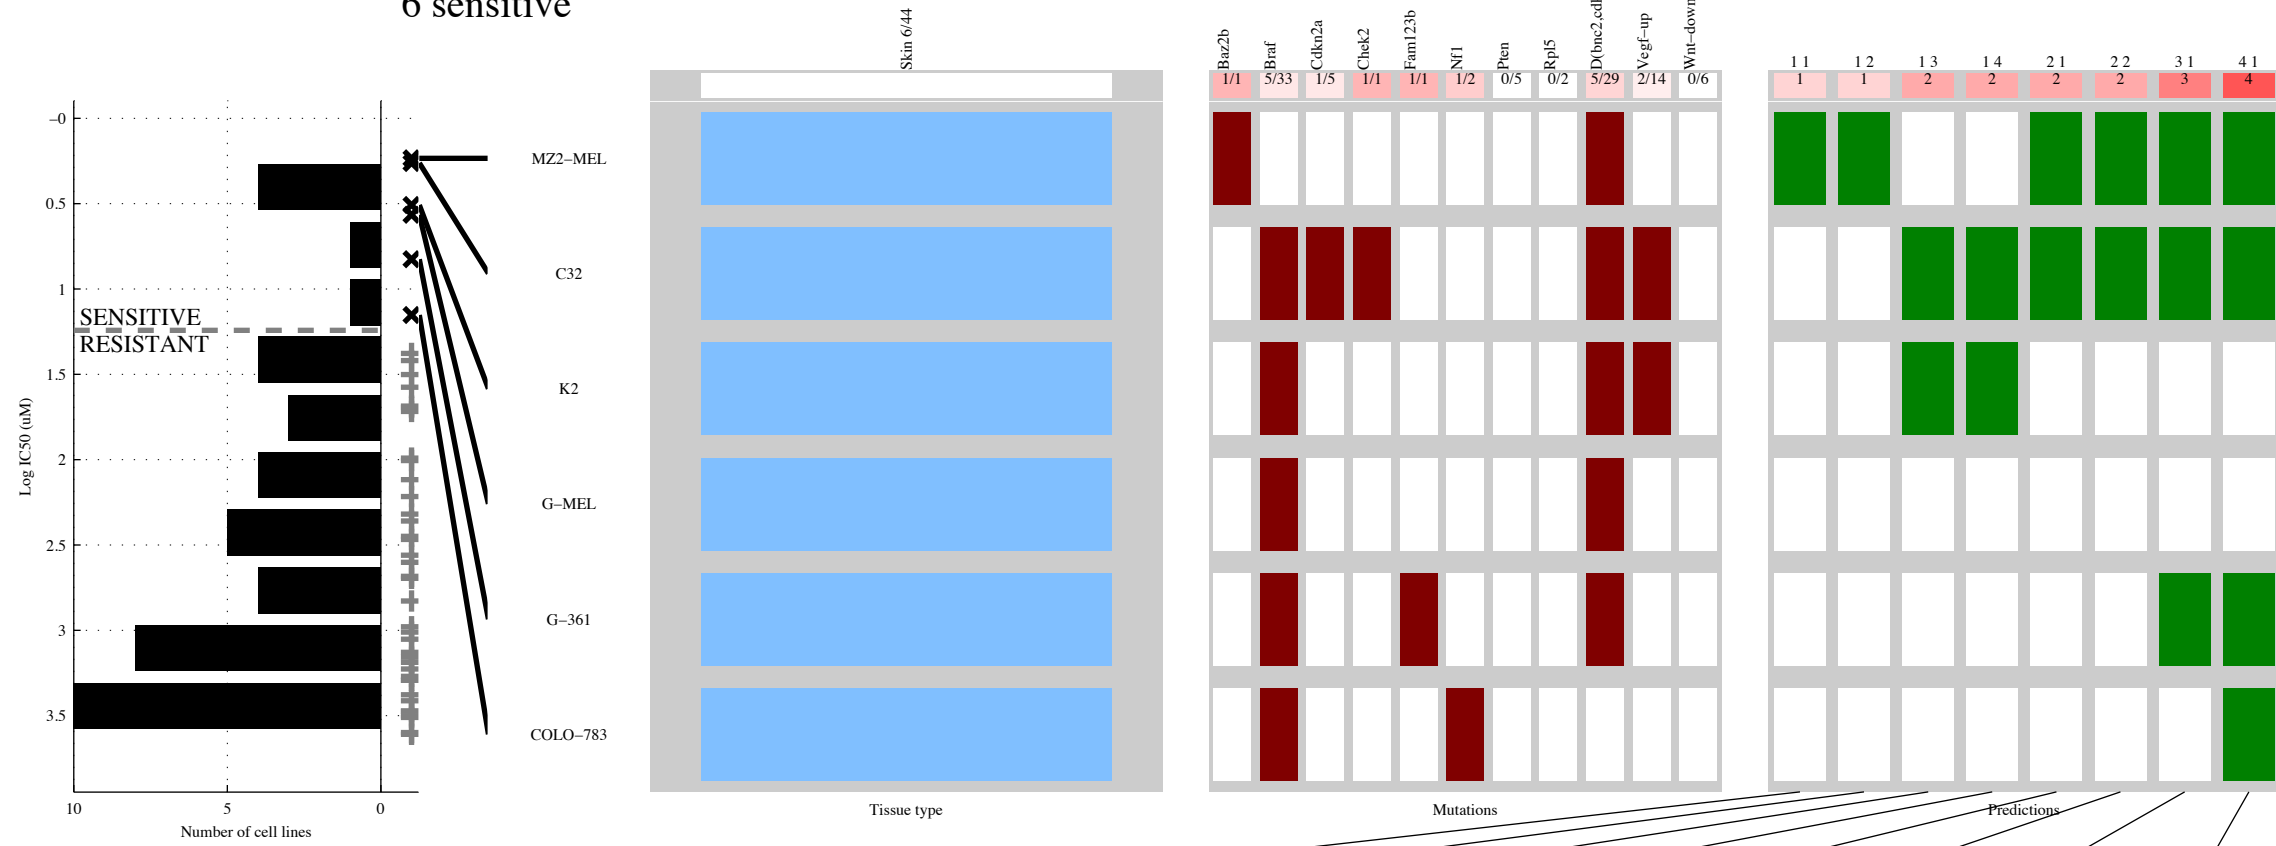 6 sensitive
Skin 6/44
Baz2b
Braf
Cdkn2a
Chek2
Fam123b
Nf1
Pten
Rpl5
Vegf−up
Wnt−down
1 1
1 2
1 3
1 4
2 1
2 2
3 1
4 1
1/1
5/33
1/5
1/1
1/1
1/2
0/5
0/2
5/29
2/14
0/6
1
1
2
2
2
2
3
4
−0
0.5
1
1.5
2
2.5
3
3.5
Log IC50 (uM)
SENSITIVE
RESISTANT
MZ2−MEL
C32
K2
G−MEL
G−361
COLO−783
10
5
0
Number of cell lines
Tissue type
Mutations
Predictions